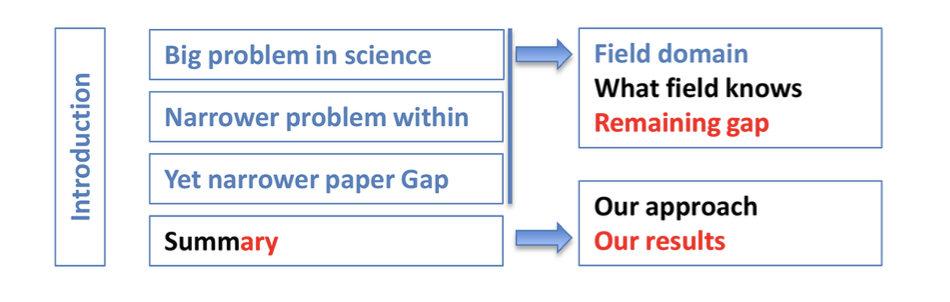 Introduction
Big problem in science
Narrower problem within
Yet narrower paper Gap
Summary
Field domain
What field knows
Remaining gap
Our approach
Our results